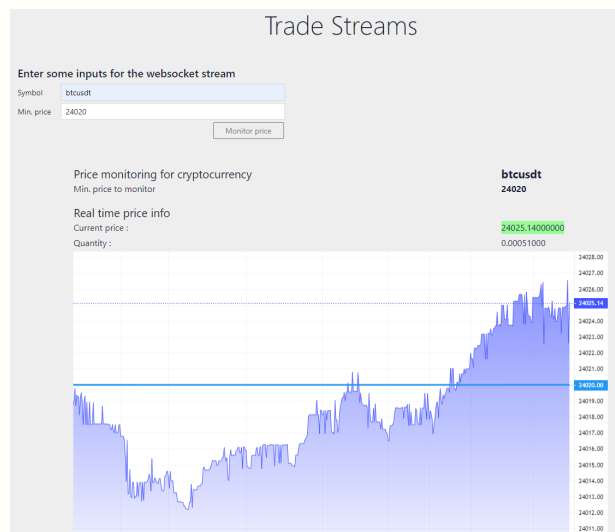 Trade Streams
Enter some inputs for the websocket stream
Symbol btcusdt
Min. price 24020
Monitor price
Price monitoring for cryptocurrency btcusdt
Min. price to monitor 24020
Real time price info
Current price : 24025.14000000
Quantity : 0.00051000
24028.00
24027.00
24026.00
24025.14
24024.00
24023.00
24022.00
24021.00
24020.00
24019.00
24018.00
24017.00
24016.00
24015.00
24014.00
24013.00
24012.00
24011.00